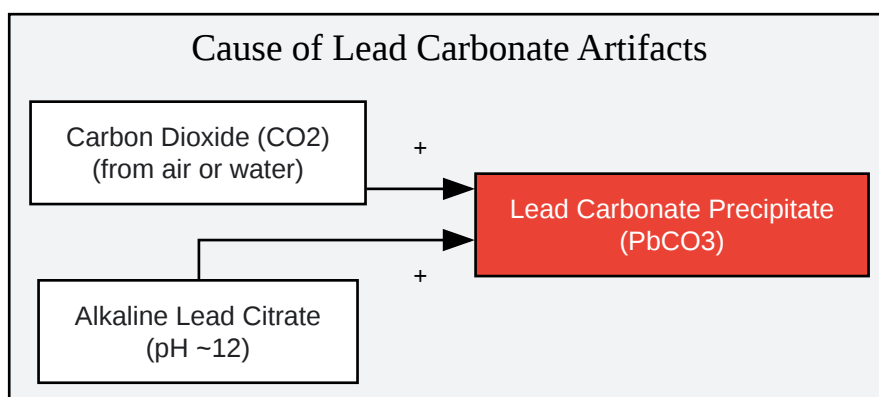 Cause of Lead Carbonate Artifacts
Carbon Dioxide (CO2)
(from air or water)
+
Lead Carbonate Precipitate
(PbCO3)
+
Alkaline Lead Citrate
(pH ~12)